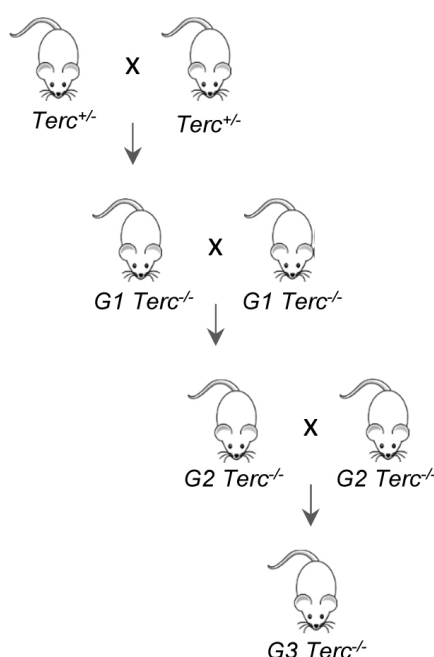 X
Terc+/- Terc+/-
X
G1 Terc-/- G1 Terc-/-
X
G2 Terc-/- G2 Terc-/-
G3 Terc-/-